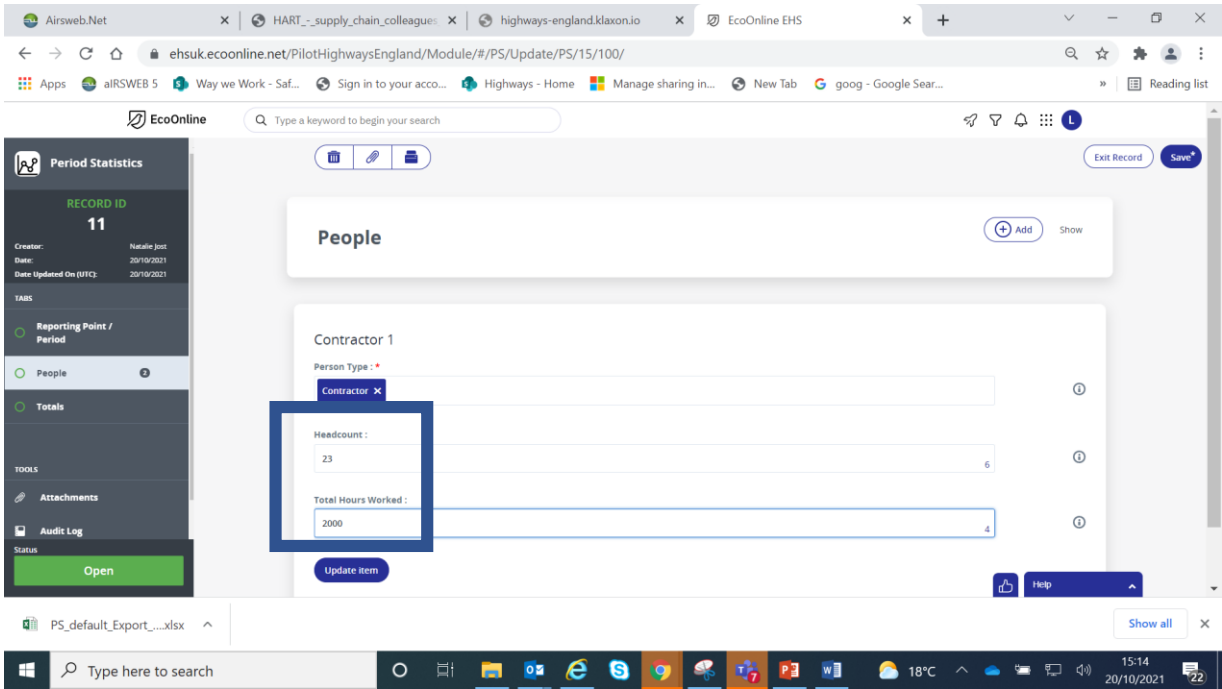 Airsweb.Net
HART_-_supply_chain_colleagues
highways-england.klaxon.io
EcoOnline EHS
ehsuk.ecoonline.net/PilotHighwaysEngland/Module/#/PS/Update/PS/15/100/
Apps aIRSWEB 5 Way we Work - Saf... Sign in to your acco... Highways - Home Manage sharing in... New Tab goog - Google Sear... » Reading list
EcoOnline Type a keyword to begin your search L
Period Statistics
Exit Record Save*
RECORD ID
11
Creator: Natalie Jost
Date: 20/10/2021
Date Updated On (UTC): 20/10/2021
TABS
Reporting Point /
Period
People 2
Totals
TOOLS
Attachments
Audit Log
Status
Open
People
Add Show
Contractor 1
Person Type : *
Contractor ×
Headcount :
23 6
Total Hours Worked :
2000 4
Update item
Help
PS_default_Export_....xlsx Show all
Type here to search 7 18°C 15:14
20/10/2021 22